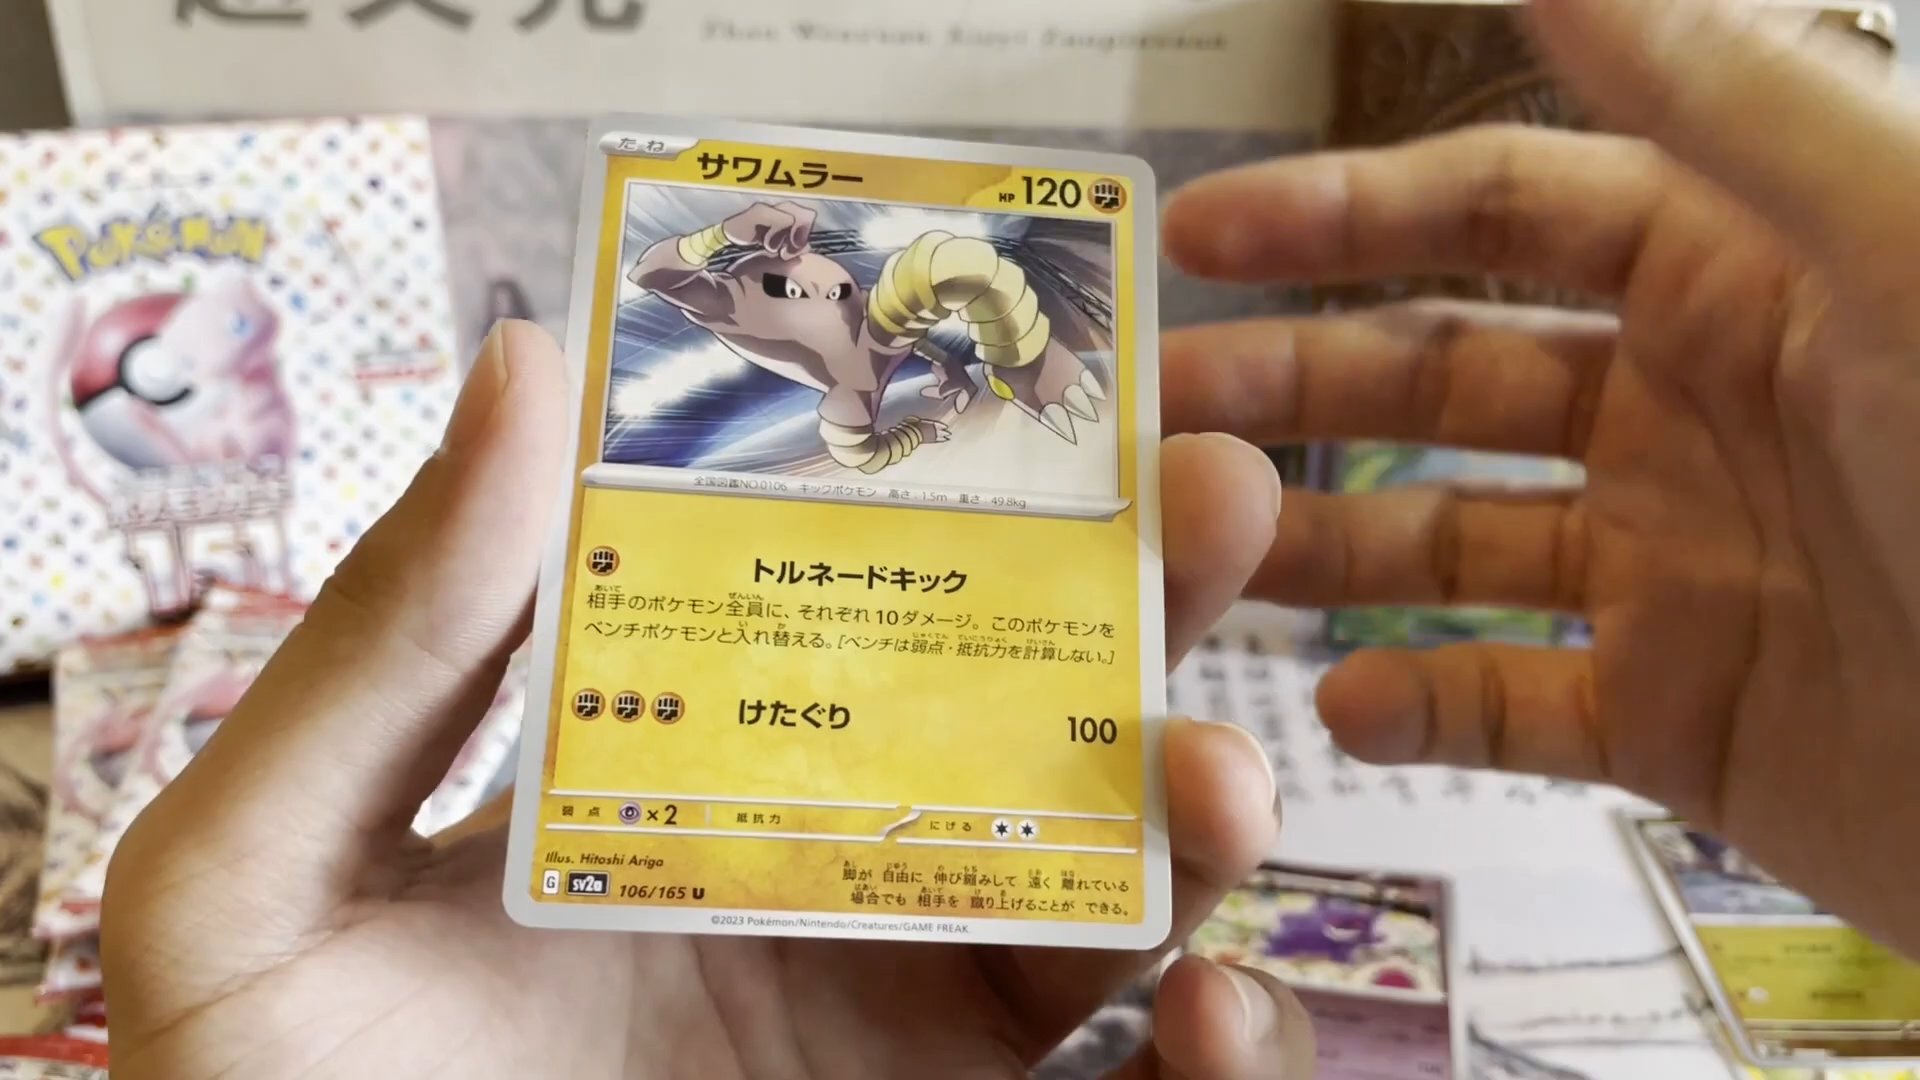 Zhao Wenyuan Xieyi Zuopinxuan
Pokémon
151
たね
サワムラー
HP 120
全国図鑑NO.0106 キックポケモン 高さ：1.5m 重さ：49.8kg
トルネードキック
相手のポケモン全員に、それぞれ10ダメージ。このポケモンを
ベンチポケモンと入れ替える。[ベンチは弱点・抵抗力を計算しない。]
けたぐり 100
弱点 ×2 抵抗力 にげる
Illus. Hitoshi Ariga
G sv2a 106/165 U
脚が 自由に 伸び縮みして 遠く 離れている
場合でも 相手を 蹴り上げることが できる。
©2023 Pokémon/Nintendo/Creatures/GAME FREAK.